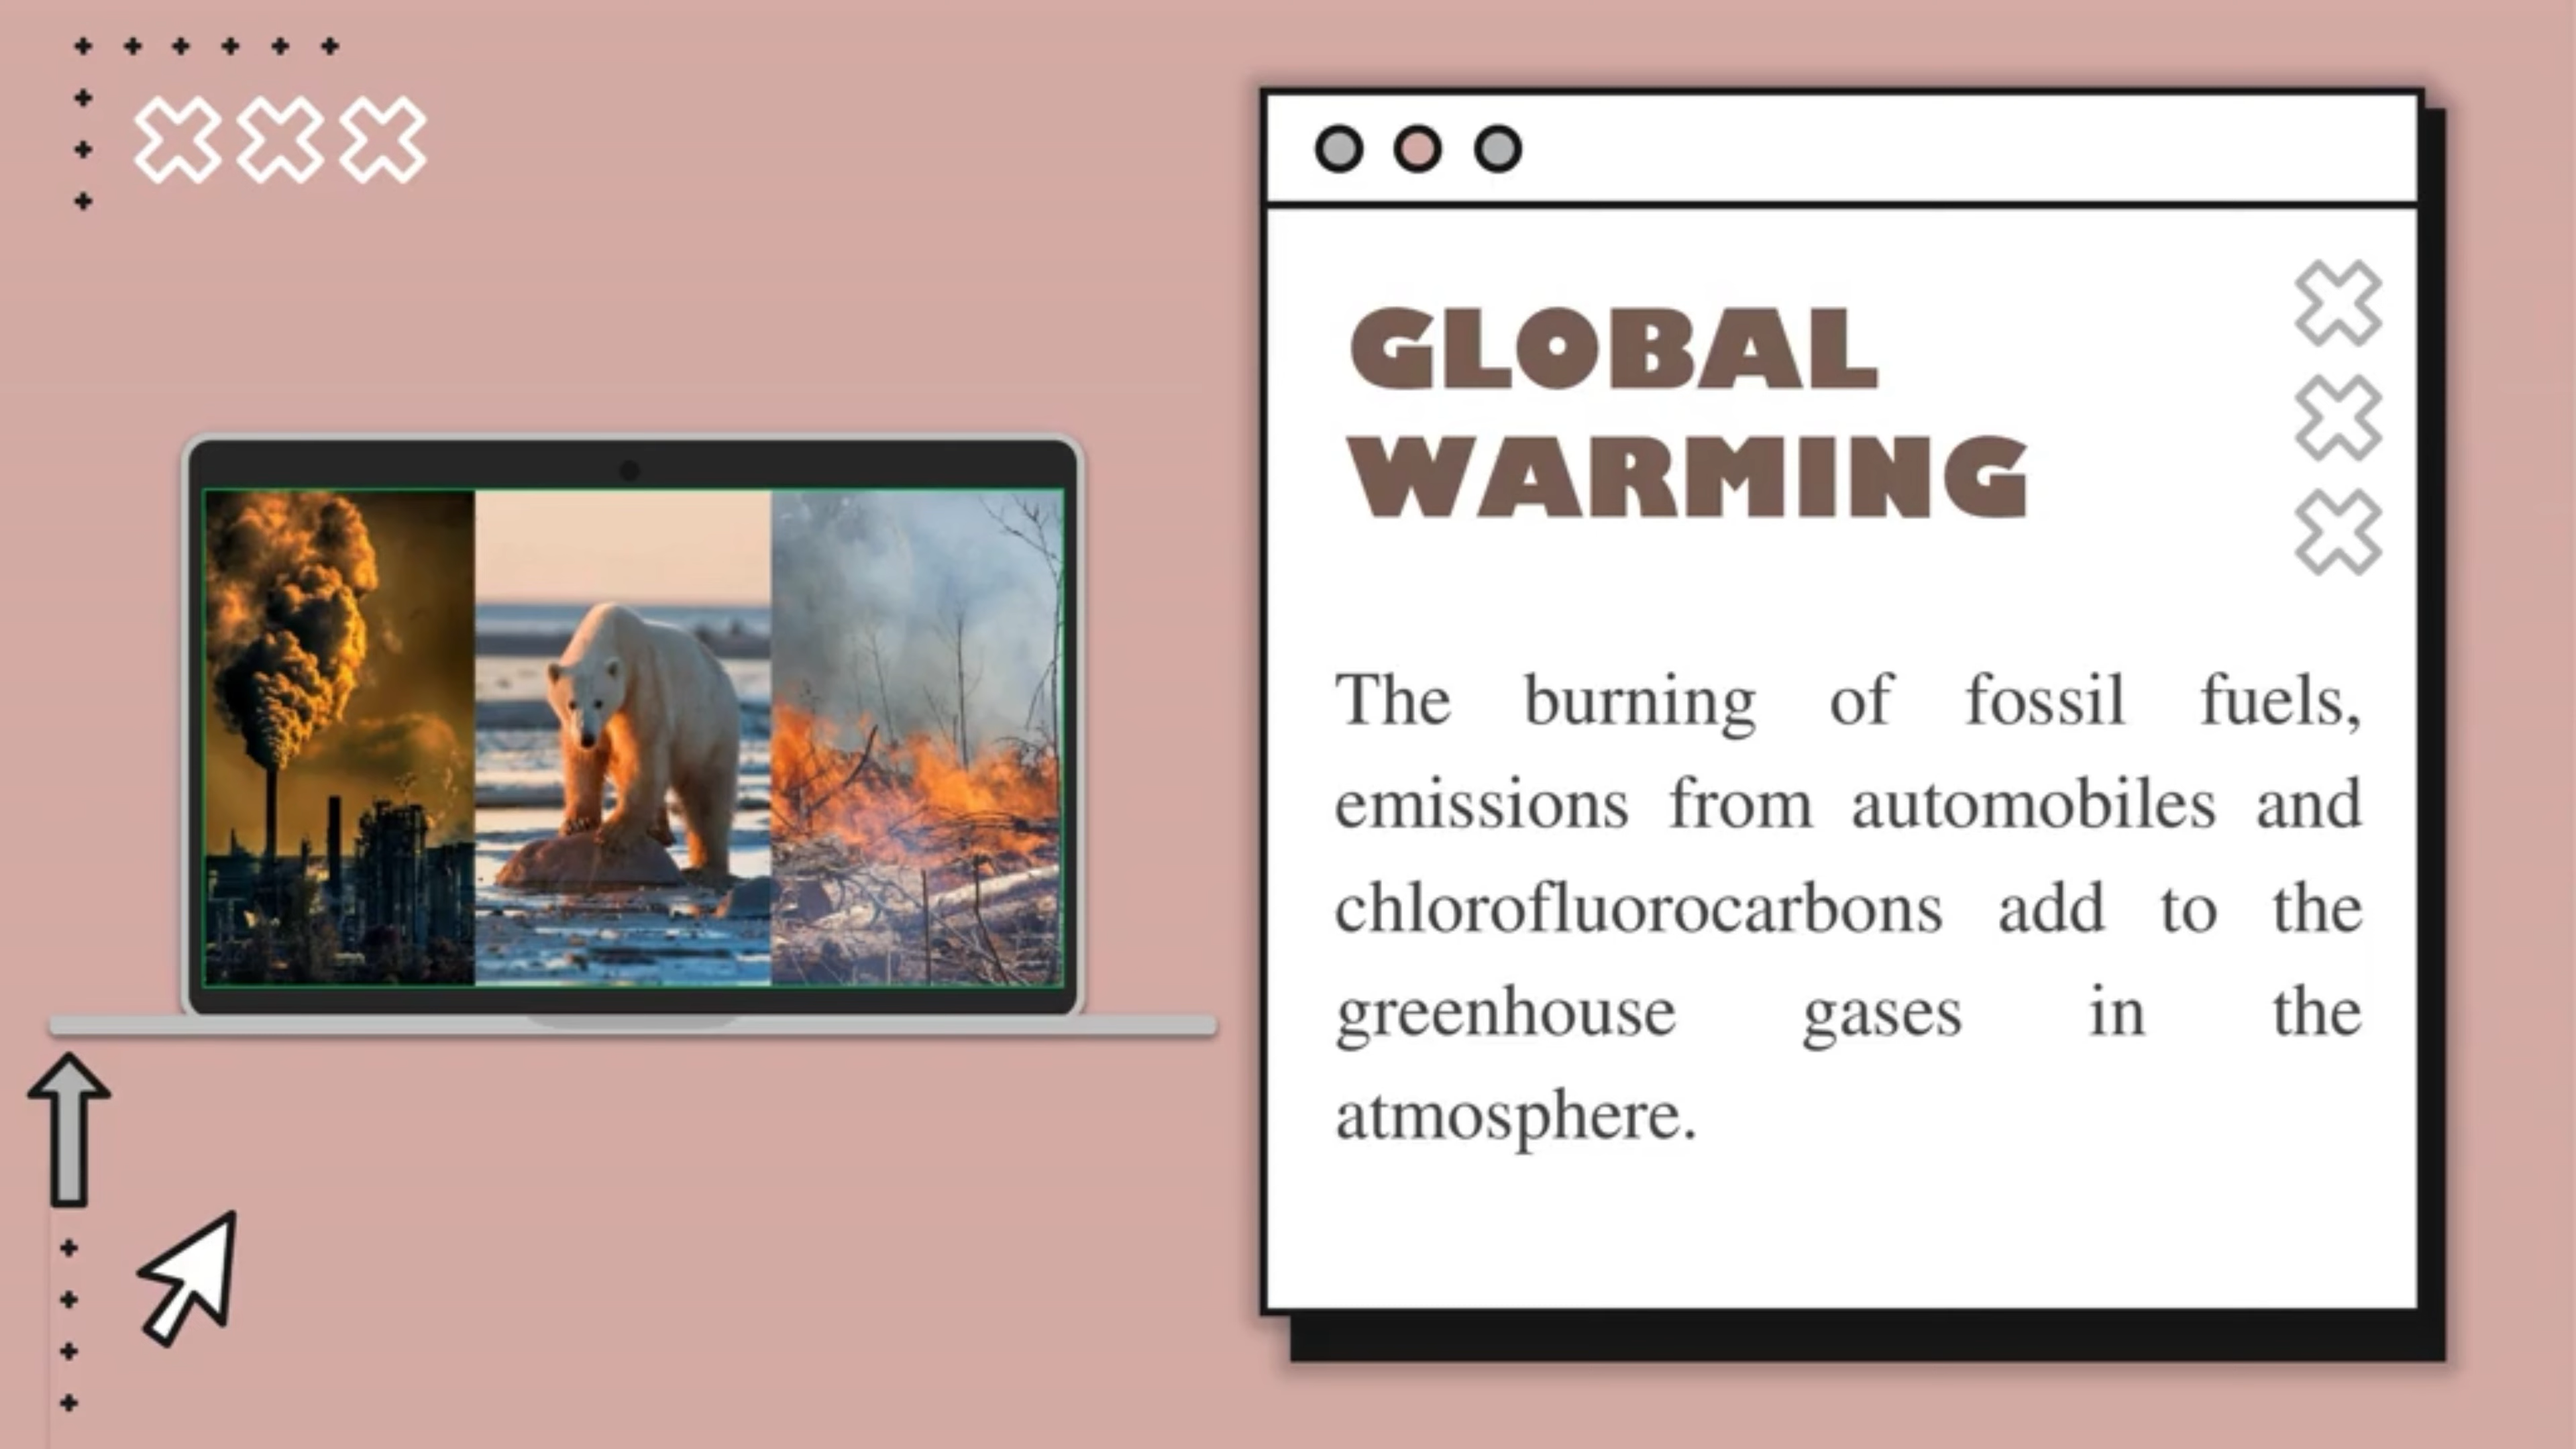 GLOBAL
WARMING
The burning of fossil fuels,
emissions from automobiles and
chlorofluorocarbons add to the
greenhouse gases in the
atmosphere.